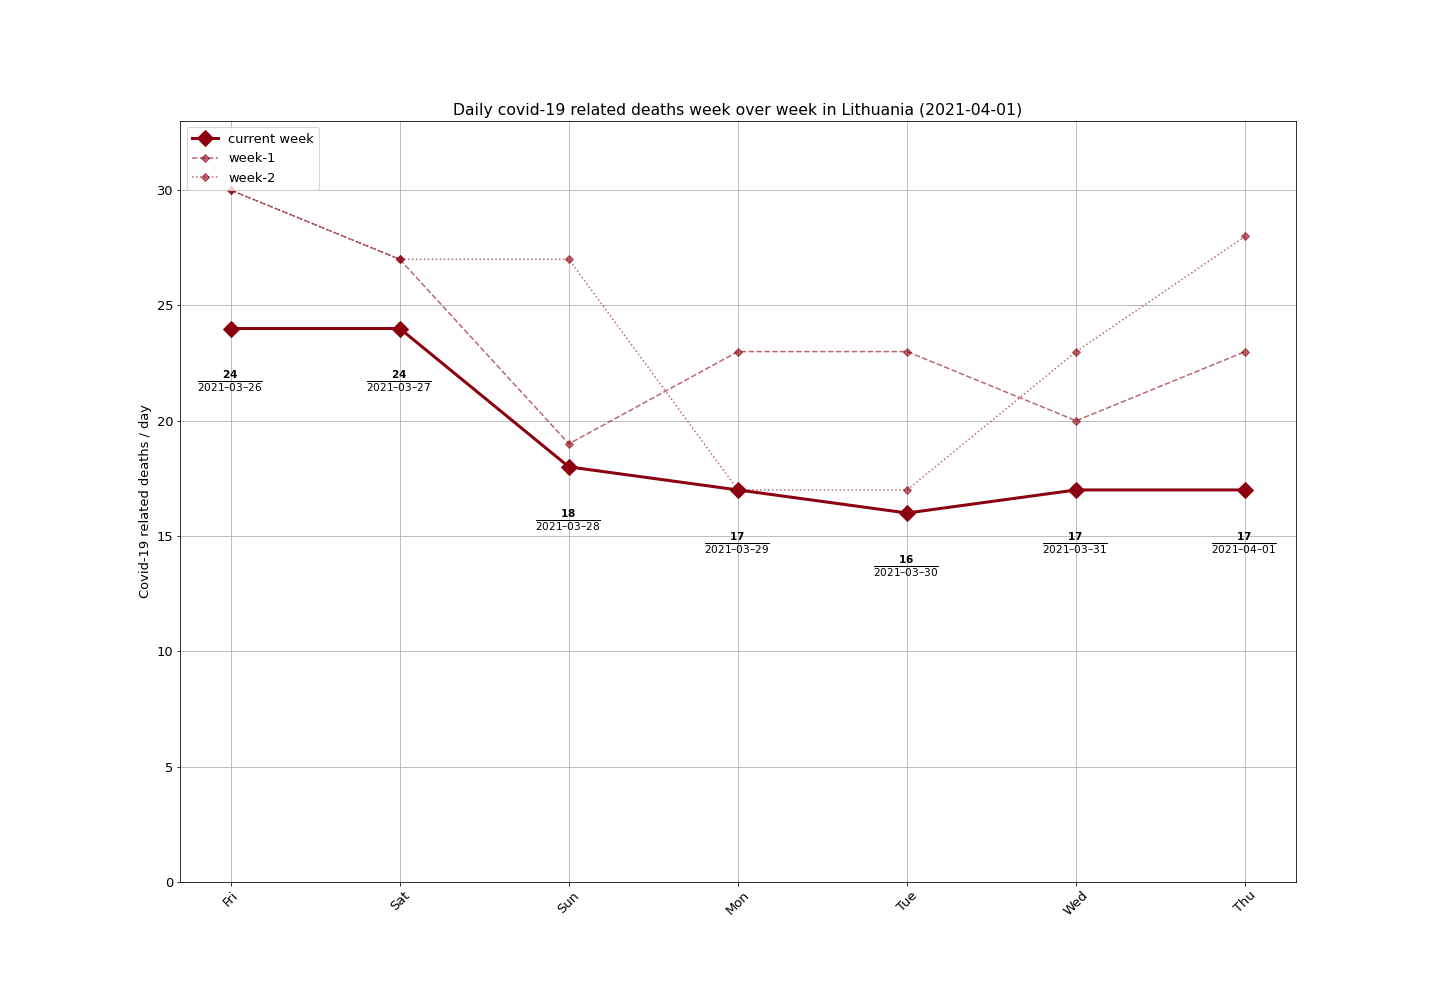 Daily covid-19 related deaths week over week in Lithuania (2021-04-01)
current week
week-1
week-2
Covid-19 related deaths / day
30
25
20
15
10
5
0
24
2021–03–26
24
2021–03–27
18
2021–03–28
17
2021–03–29
16
2021–03–30
17
2021–03–31
17
2021–04–01
Fri
Sat
Sun
Mon
Tue
Wed
Thu